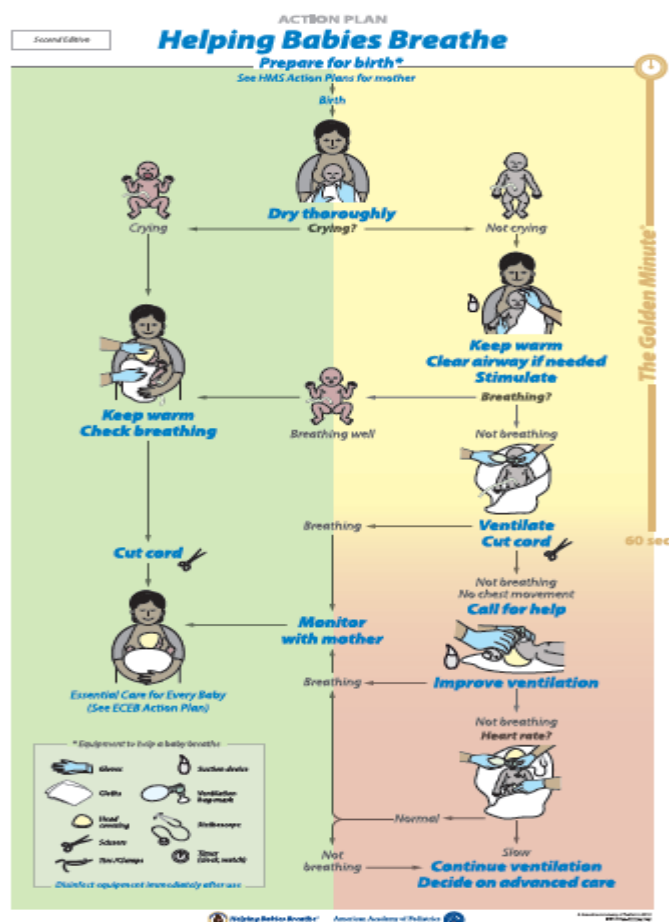 ACTION PLAN
Second Edition
Helping Babies Breathe
Prepare for birth*
See HMS Action Plans for mother
Birth
Dry thoroughly
Crying
Crying?
Not crying
The Golden Minute®
Keep warm
Clear airway if needed
Stimulate
Breathing?
Keep warm
Check breathing
Breathing well
Not breathing
Breathing
Ventilate
Cut cord
60 sec
Cut cord
Not breathing
No chest movement
Call for help
Monitor
with mother
Breathing
Improve ventilation
Essential Care for Every Baby
(See ECEB Action Plan)
Not breathing
Heart rate?
* Equipment to help a baby breathe
Gloves
Suction device
Cloths
Ventilation
bag-mask
Head
covering
Stethoscope
Scissors
Ties/Clamps
Timer
(clock, watch)
Disinfect equipment immediately after use
Normal
Slow
Not
breathing
Continue ventilation
Decide on advanced care
Helping Babies Breathe®
American Academy of Pediatrics